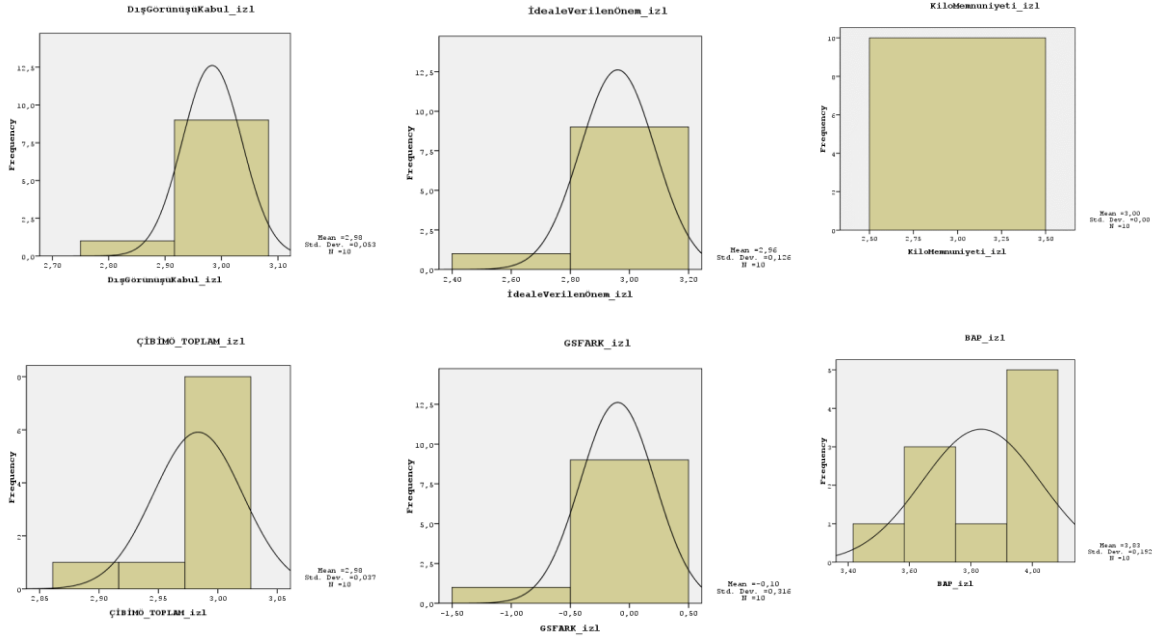 DışGörünüşüKabul_izl
Frequency
12,5
10,0
7,5
5,0
2,5
0,0
2,70 2,80 2,90 3,00 3,10
DışGörünüşüKabul_izl
Mean =2,98
Std. Dev. =0,053
N =10
İdealeVerilenÖnem_izl
Frequency
12,5
10,0
7,5
5,0
2,5
0,0
2,40 2,60 2,80 3,00 3,20
İdealeVerilenÖnem_izl
Mean =2,96
Std. Dev. =0,126
N =10
KiloMemnuniyeti_izl
Frequency
10
8
6
4
2
0
2,50 2,75 3,00 3,25 3,50
KiloMemnuniyeti_izl
Mean =3,00
Std. Dev. =0,00
N =10
ÇİBİMÖ_TOPLAM_izl
Frequency
8
6
4
2
0
2,85 2,90 2,95 3,00 3,05
ÇİBİMÖ_TOPLAM_izl
Mean =2,98
Std. Dev. =0,037
N =10
GSFARK_izl
Frequency
12,5
10,0
7,5
5,0
2,5
0,0
-1,50 -1,00 -0,50 0,00 0,50
GSFARK_izl
Mean =-0,10
Std. Dev. =0,316
N =10
BAP_izl
Frequency
5
4
3
2
1
0
3,40 3,60 3,80 4,00
BAP_izl
Mean =3,83
Std. Dev. =0,192
N =10